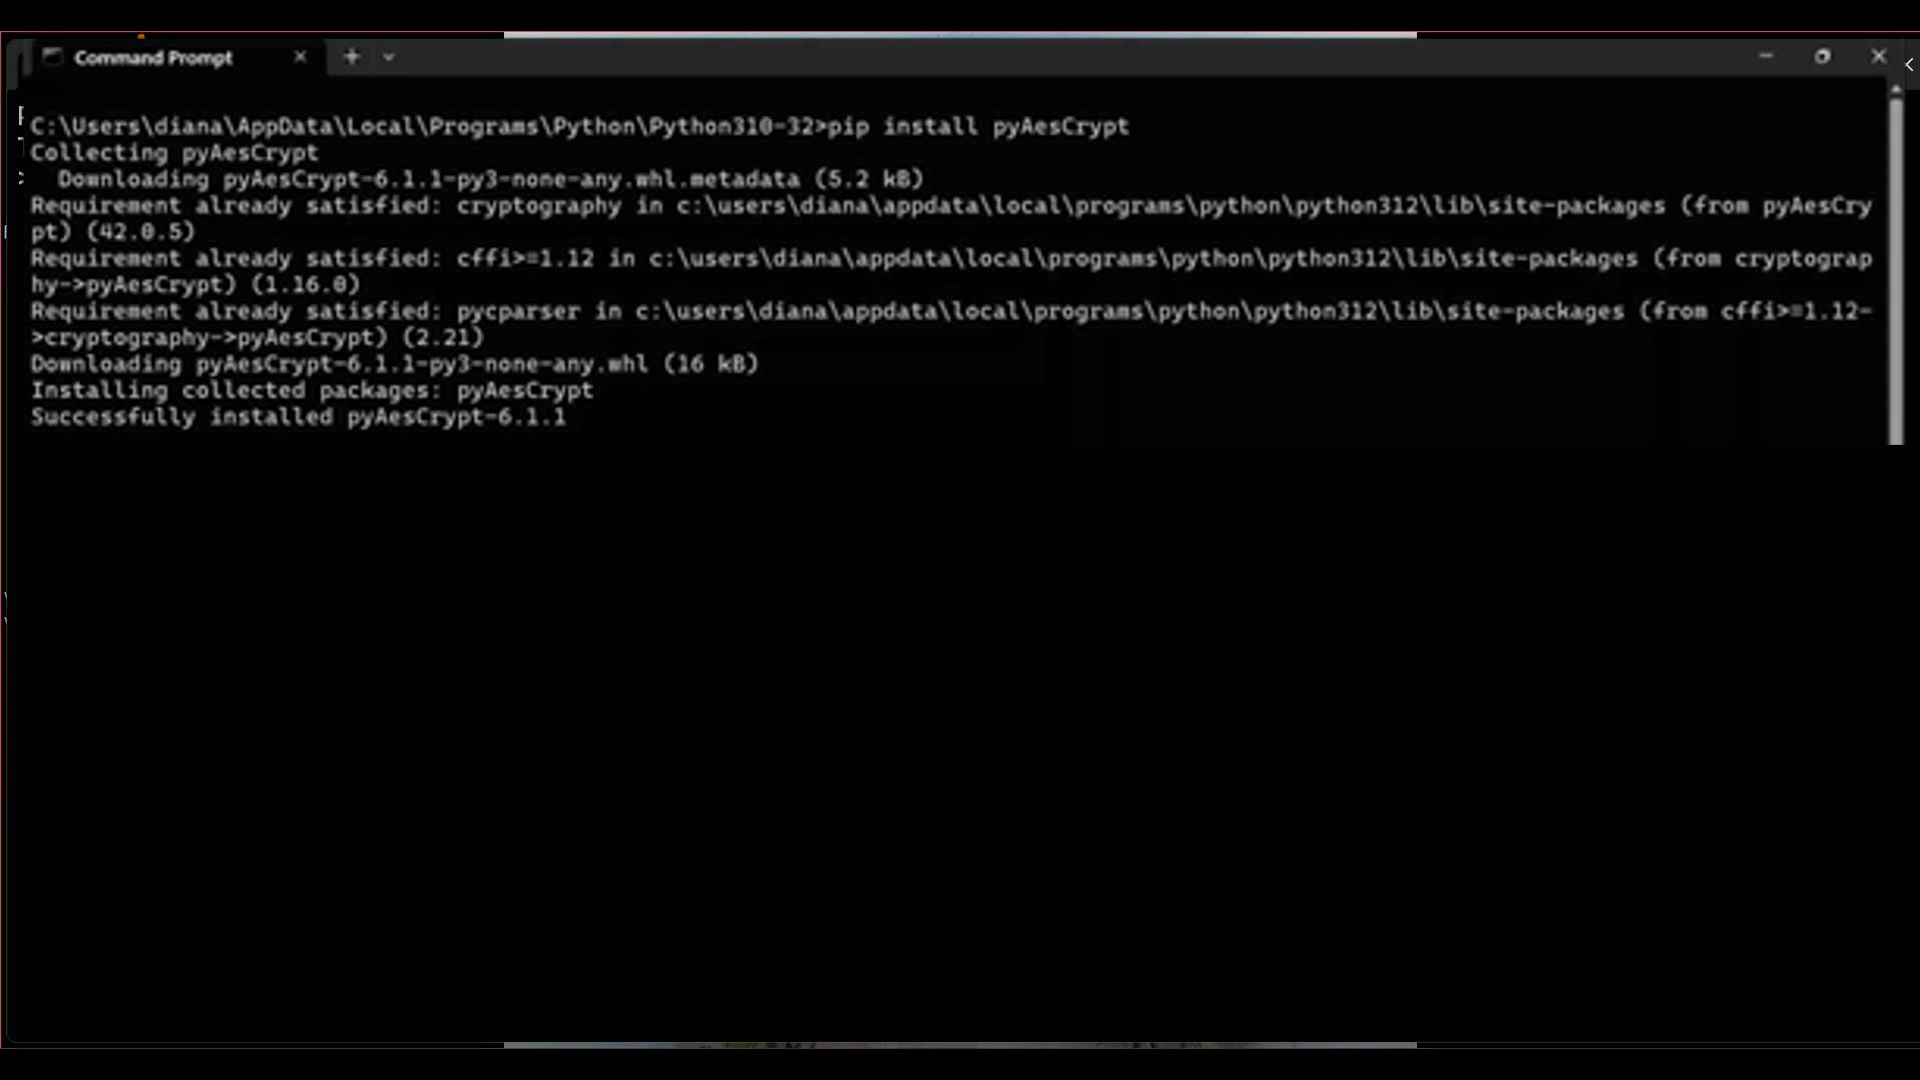 Command Prompt
C:\Users\diana\AppData\Local\Programs\Python\Python310-32>pip install pyAesCrypt
Collecting pyAesCrypt
Downloading pyAesCrypt-6.1.1-py3-none-any.whl.metadata (5.2 kB)
Requirement already satisfied: cryptography in c:\users\diana\appdata\local\programs\python\python312\lib\site-packages (from pyAesCry
pt) (42.0.5)
Requirement already satisfied: cffi>=1.12 in c:\users\diana\appdata\local\programs\python\python312\lib\site-packages (from cryptograp
hy->pyAesCrypt) (1.16.0)
Requirement already satisfied: pycparser in c:\users\diana\appdata\local\programs\python\python312\lib\site-packages (from cffi>=1.12-
>cryptography->pyAesCrypt) (2.21)
Downloading pyAesCrypt-6.1.1-py3-none-any.whl (16 kB)
Installing collected packages: pyAesCrypt
Successfully installed pyAesCrypt-6.1.1